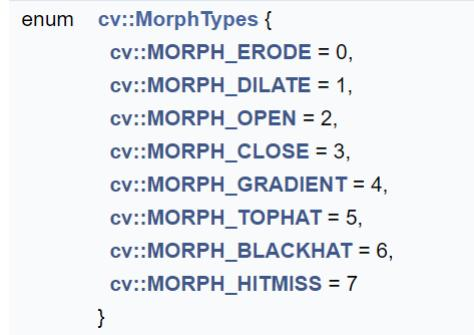 enum cv::MorphTypes {
cv::MORPH_ERODE = 0,
cv::MORPH_DILATE = 1,
cv::MORPH_OPEN = 2,
cv::MORPH_CLOSE = 3,
cv::MORPH_GRADIENT = 4,
cv::MORPH_TOPHAT = 5,
cv::MORPH_BLACKHAT = 6,
cv::MORPH_HITMISS = 7
}